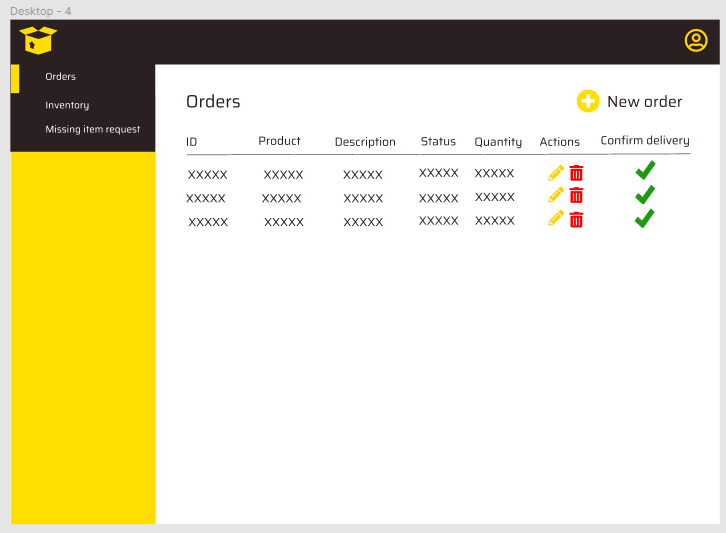 Desktop - 4
Orders
Inventory
Missing item request
Orders
New order
ID Product Description Status Quantity Actions Confirm delivery
XXXXX XXXXX XXXXX XXXXX XXXXX
XXXXX XXXXX XXXXX XXXXX XXXXX
XXXXX XXXXX XXXXX XXXXX XXXXX